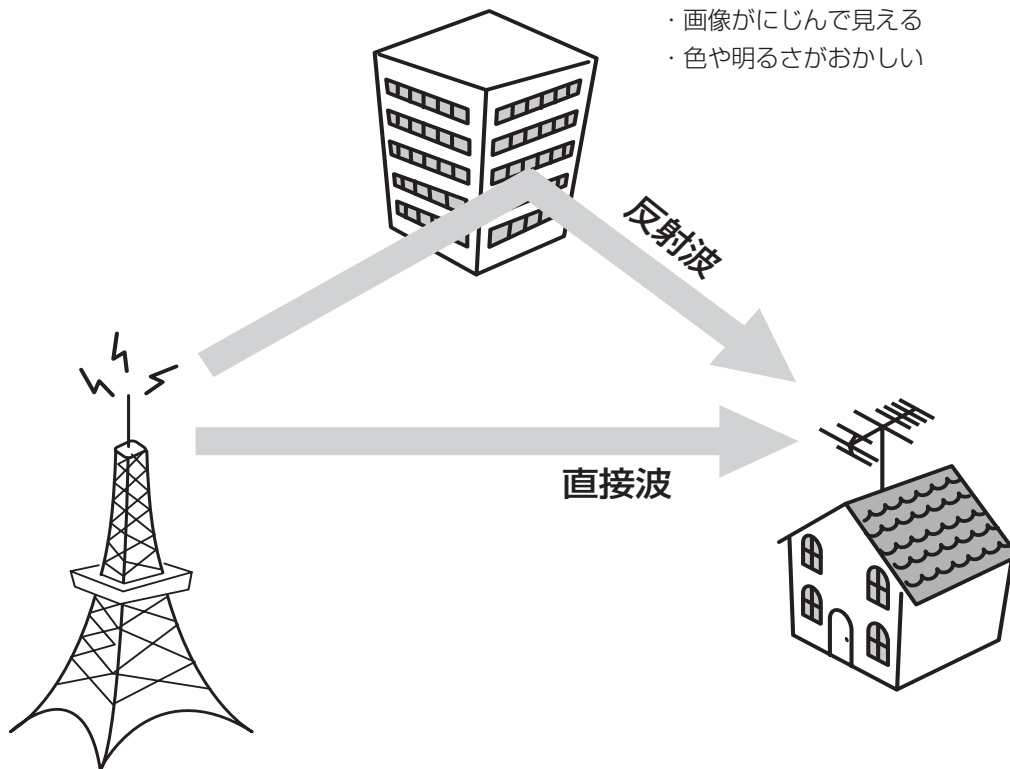 ・画像がにじんで見える
・色や明るさがおかしい
反射波
直接波